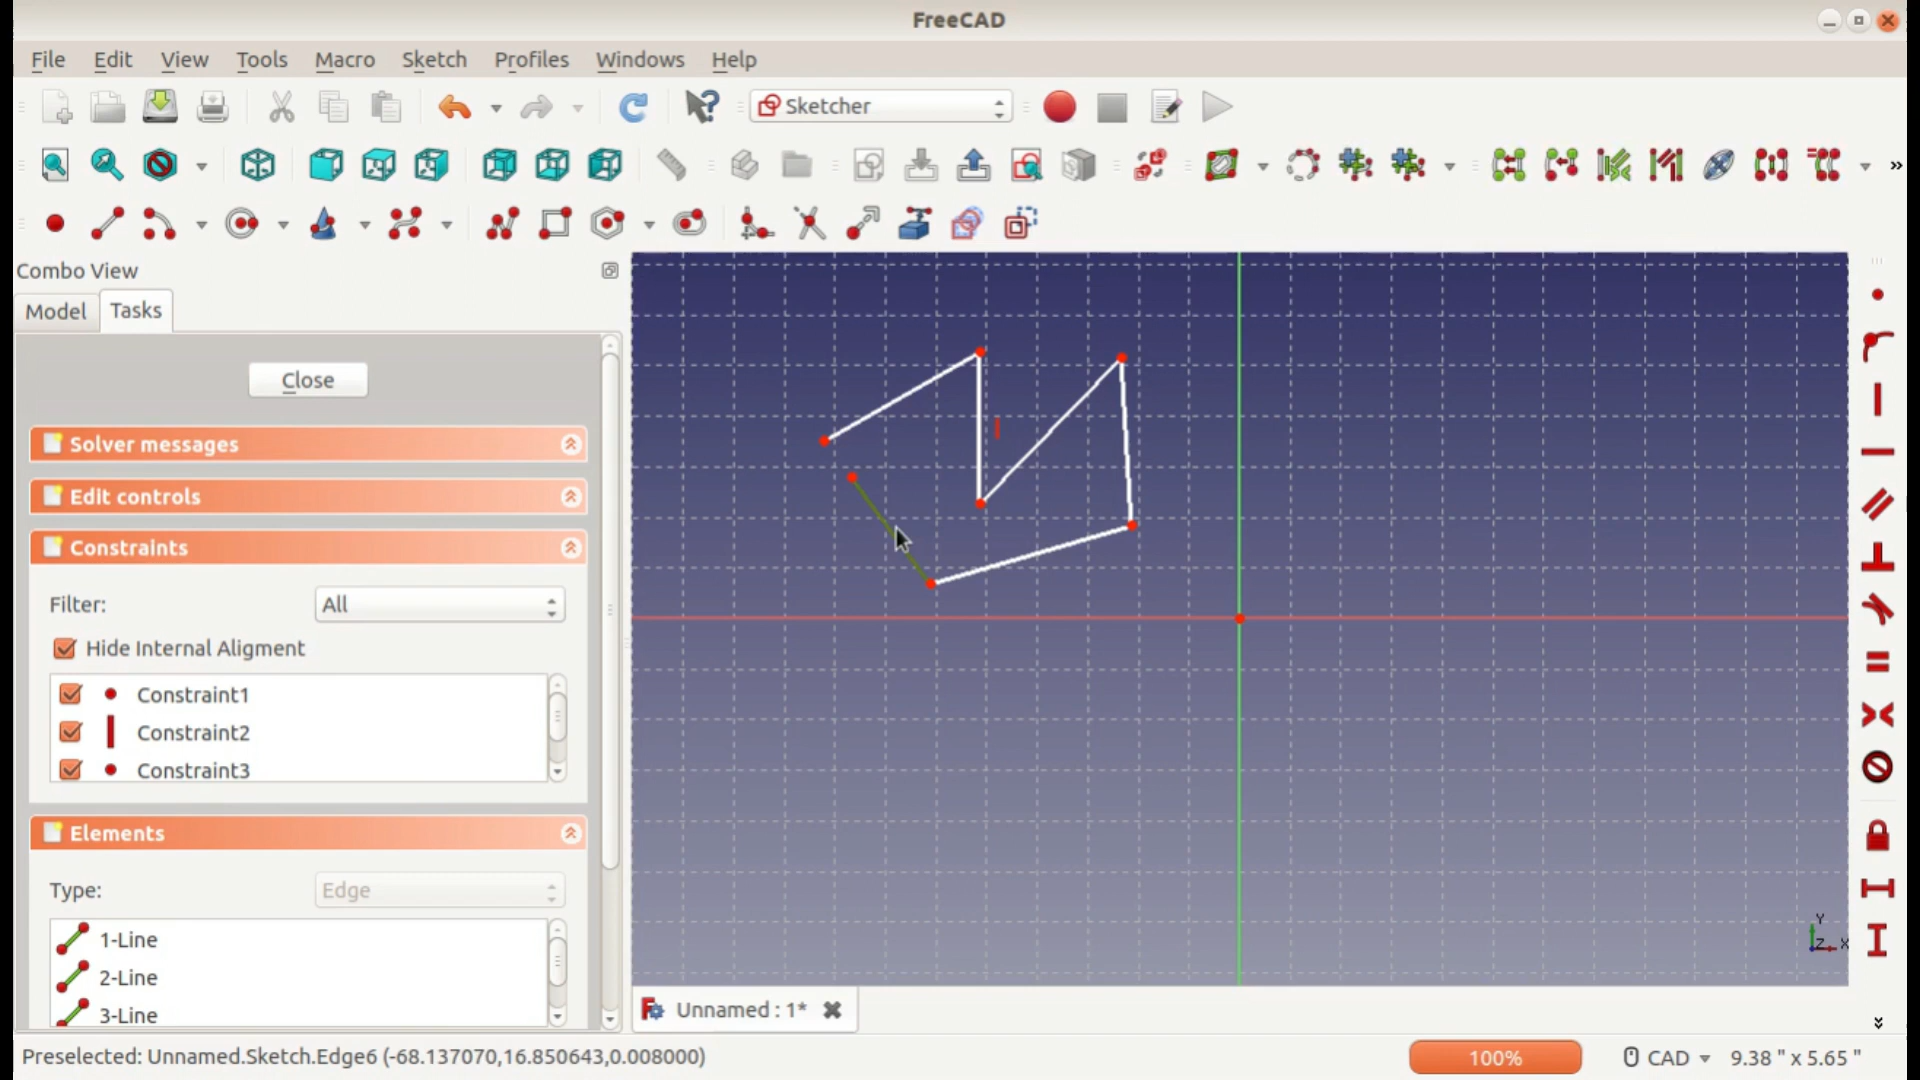 FreeCAD
File Edit View Tools Macro Sketch Profiles Windows Help
Sketcher
»
Combo View
Model Tasks
Close
Solver messages
Edit controls
Constraints
Filter: All
Hide Internal Aligment
Constraint1
Constraint2
Constraint3
Elements
Type: Edge
1-Line
2-Line
3-Line
Y
Z X
Unnamed : 1*
Preselected: Unnamed.Sketch.Edge6 (-68.137070,16.850643,0.008000) 100% CAD 9.38 " x 5.65 "